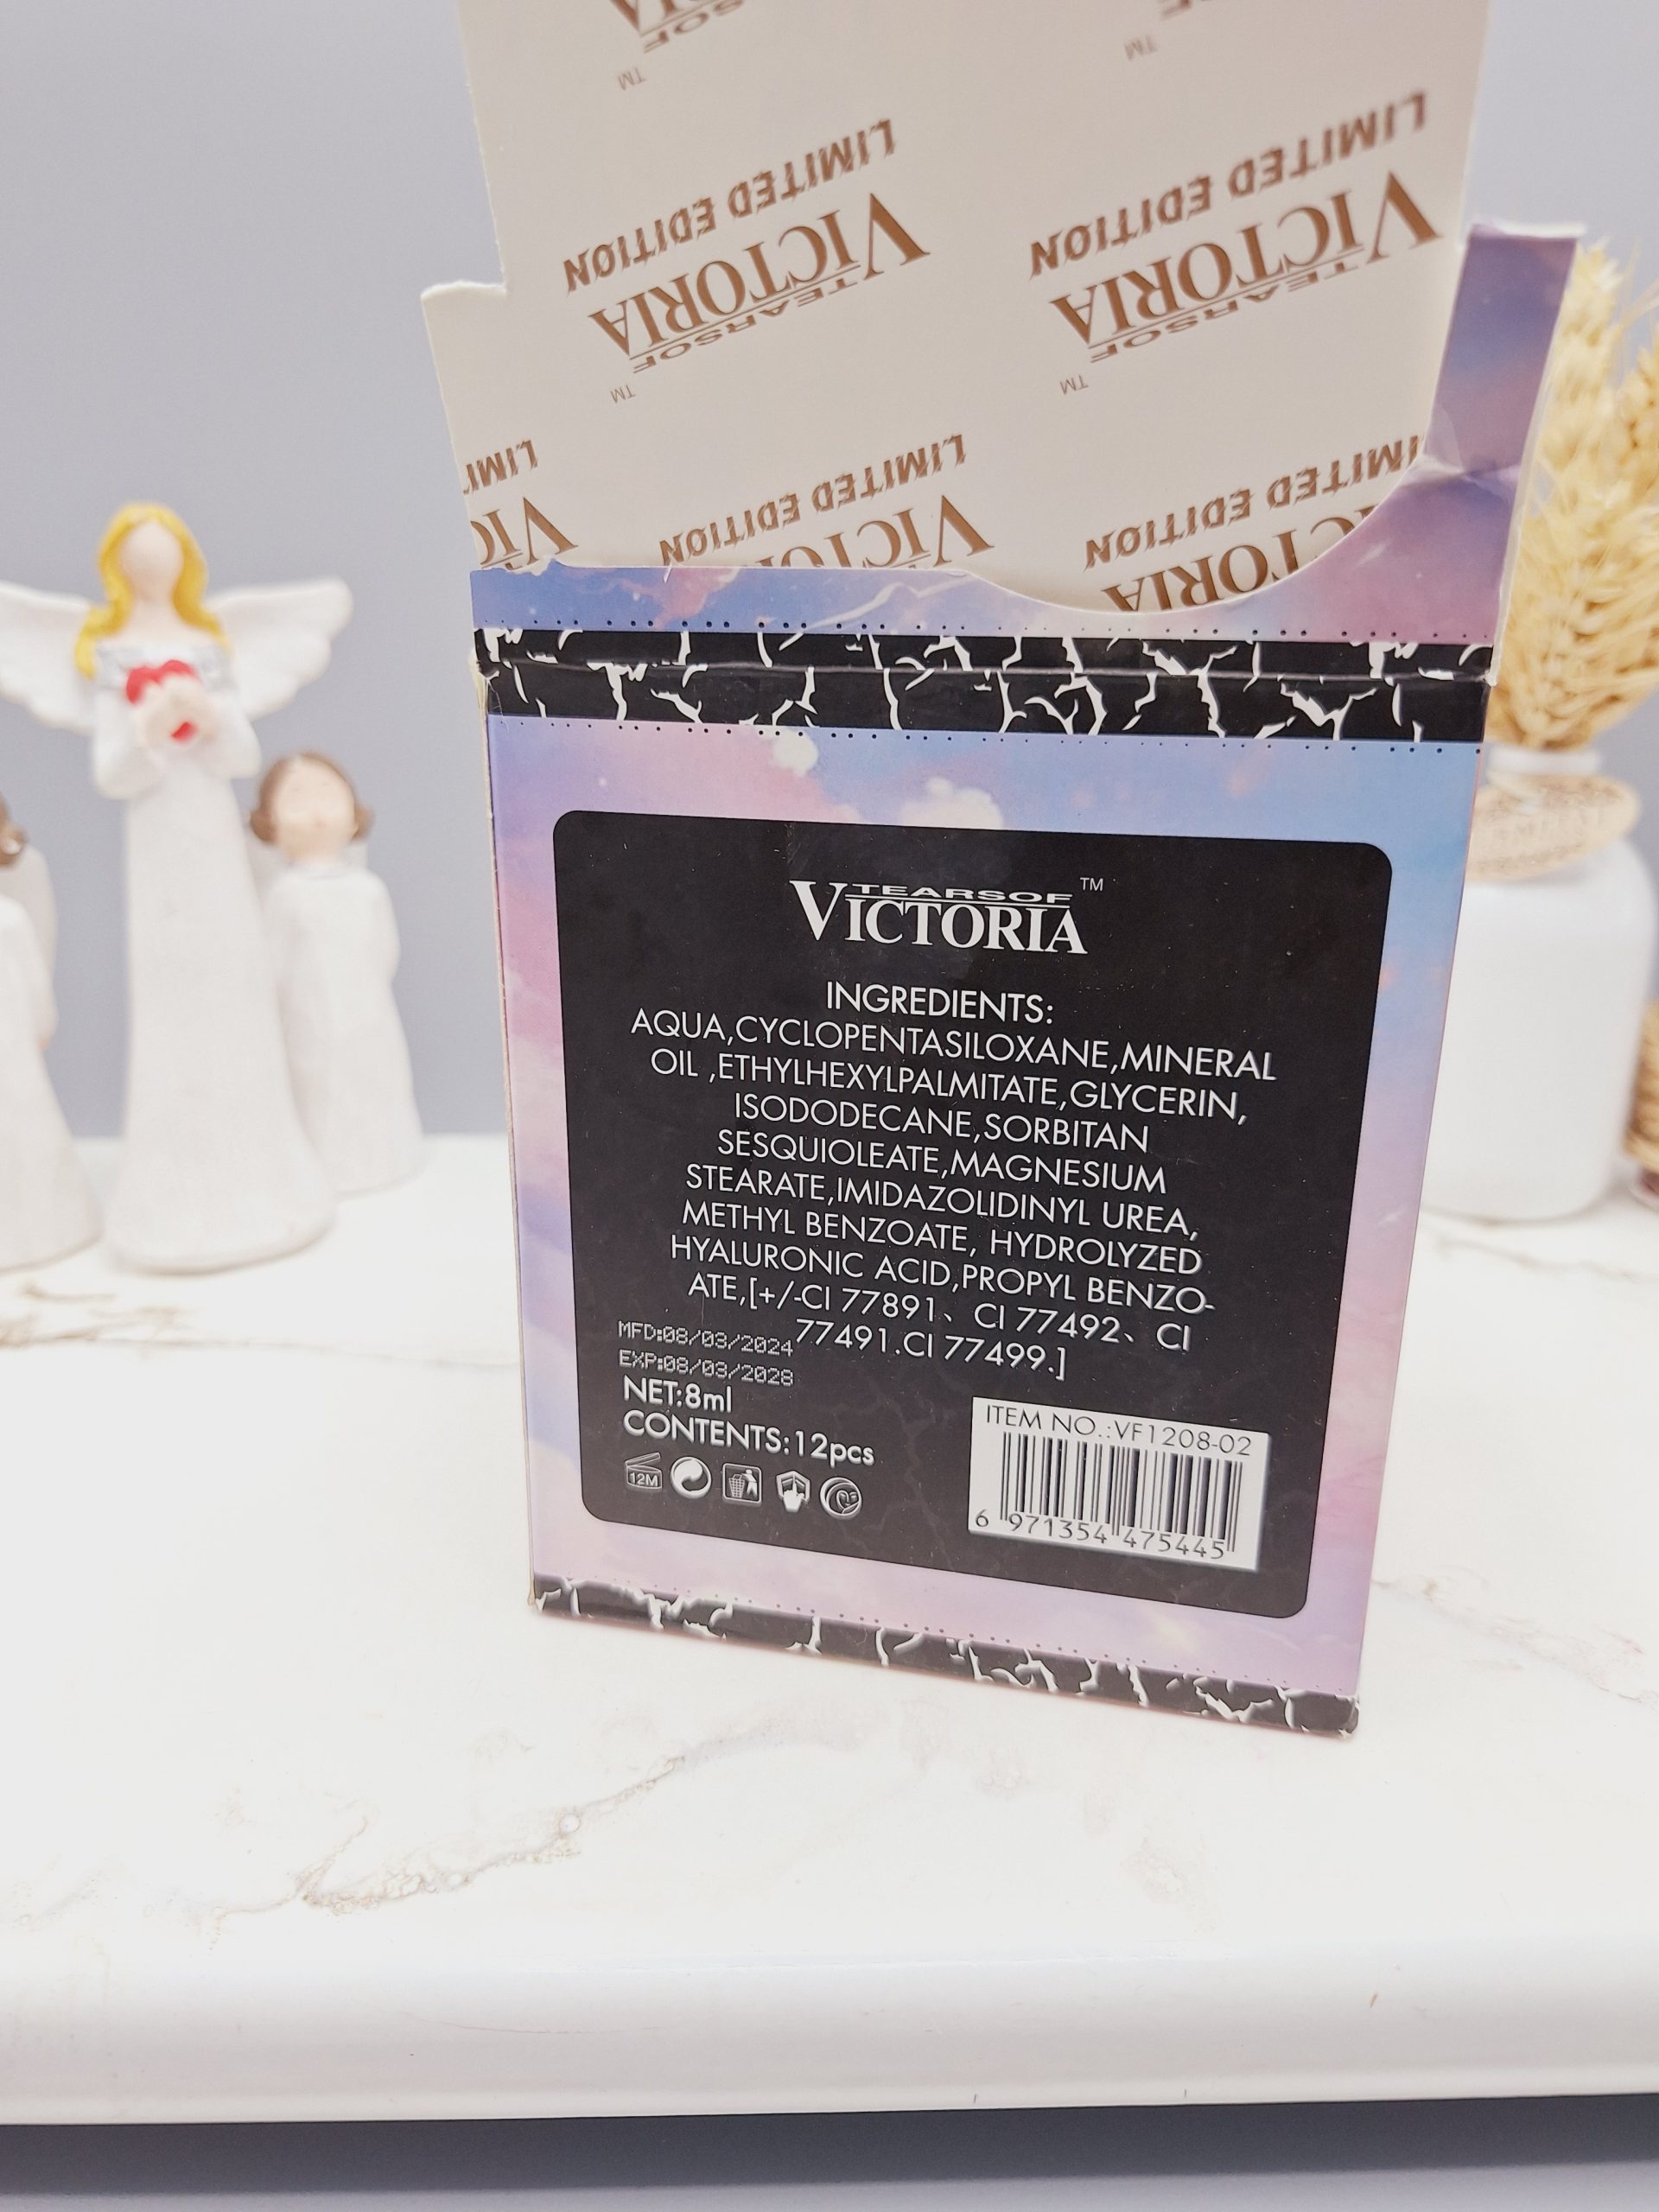 TM
TM
LIMITED EDITION
LIMITED EDITION
VICTORIA
VICTORIA
TEARSOF
TEARSOF
TM
TM
LIMITED EDITION
LIMITED EDITION
TEARSOF TM
VICTORIA
INGREDIENTS:
AQUA,CYCLOPENTASILOXANE,MINERAL
OIL ,ETHYLHEXYLPALMITATE,GLYCERIN,
ISODODECANE,SORBITAN
SESQUIOLEATE,MAGNESIUM
STEARATE,IMIDAZOLIDINYL UREA,
METHYL BENZOATE, HYDROLYZED
HYALURONIC ACID,PROPYL BENZO-
ATE,[+/-CI 77891、CI 77492、CI
77491.CI 77499.]
MFD:08/03/2024
EXP:08/03/2028
NET:8ml
CONTENTS:12pcs
12M
ITEM NO.:VF1208-02
6 971354 475445